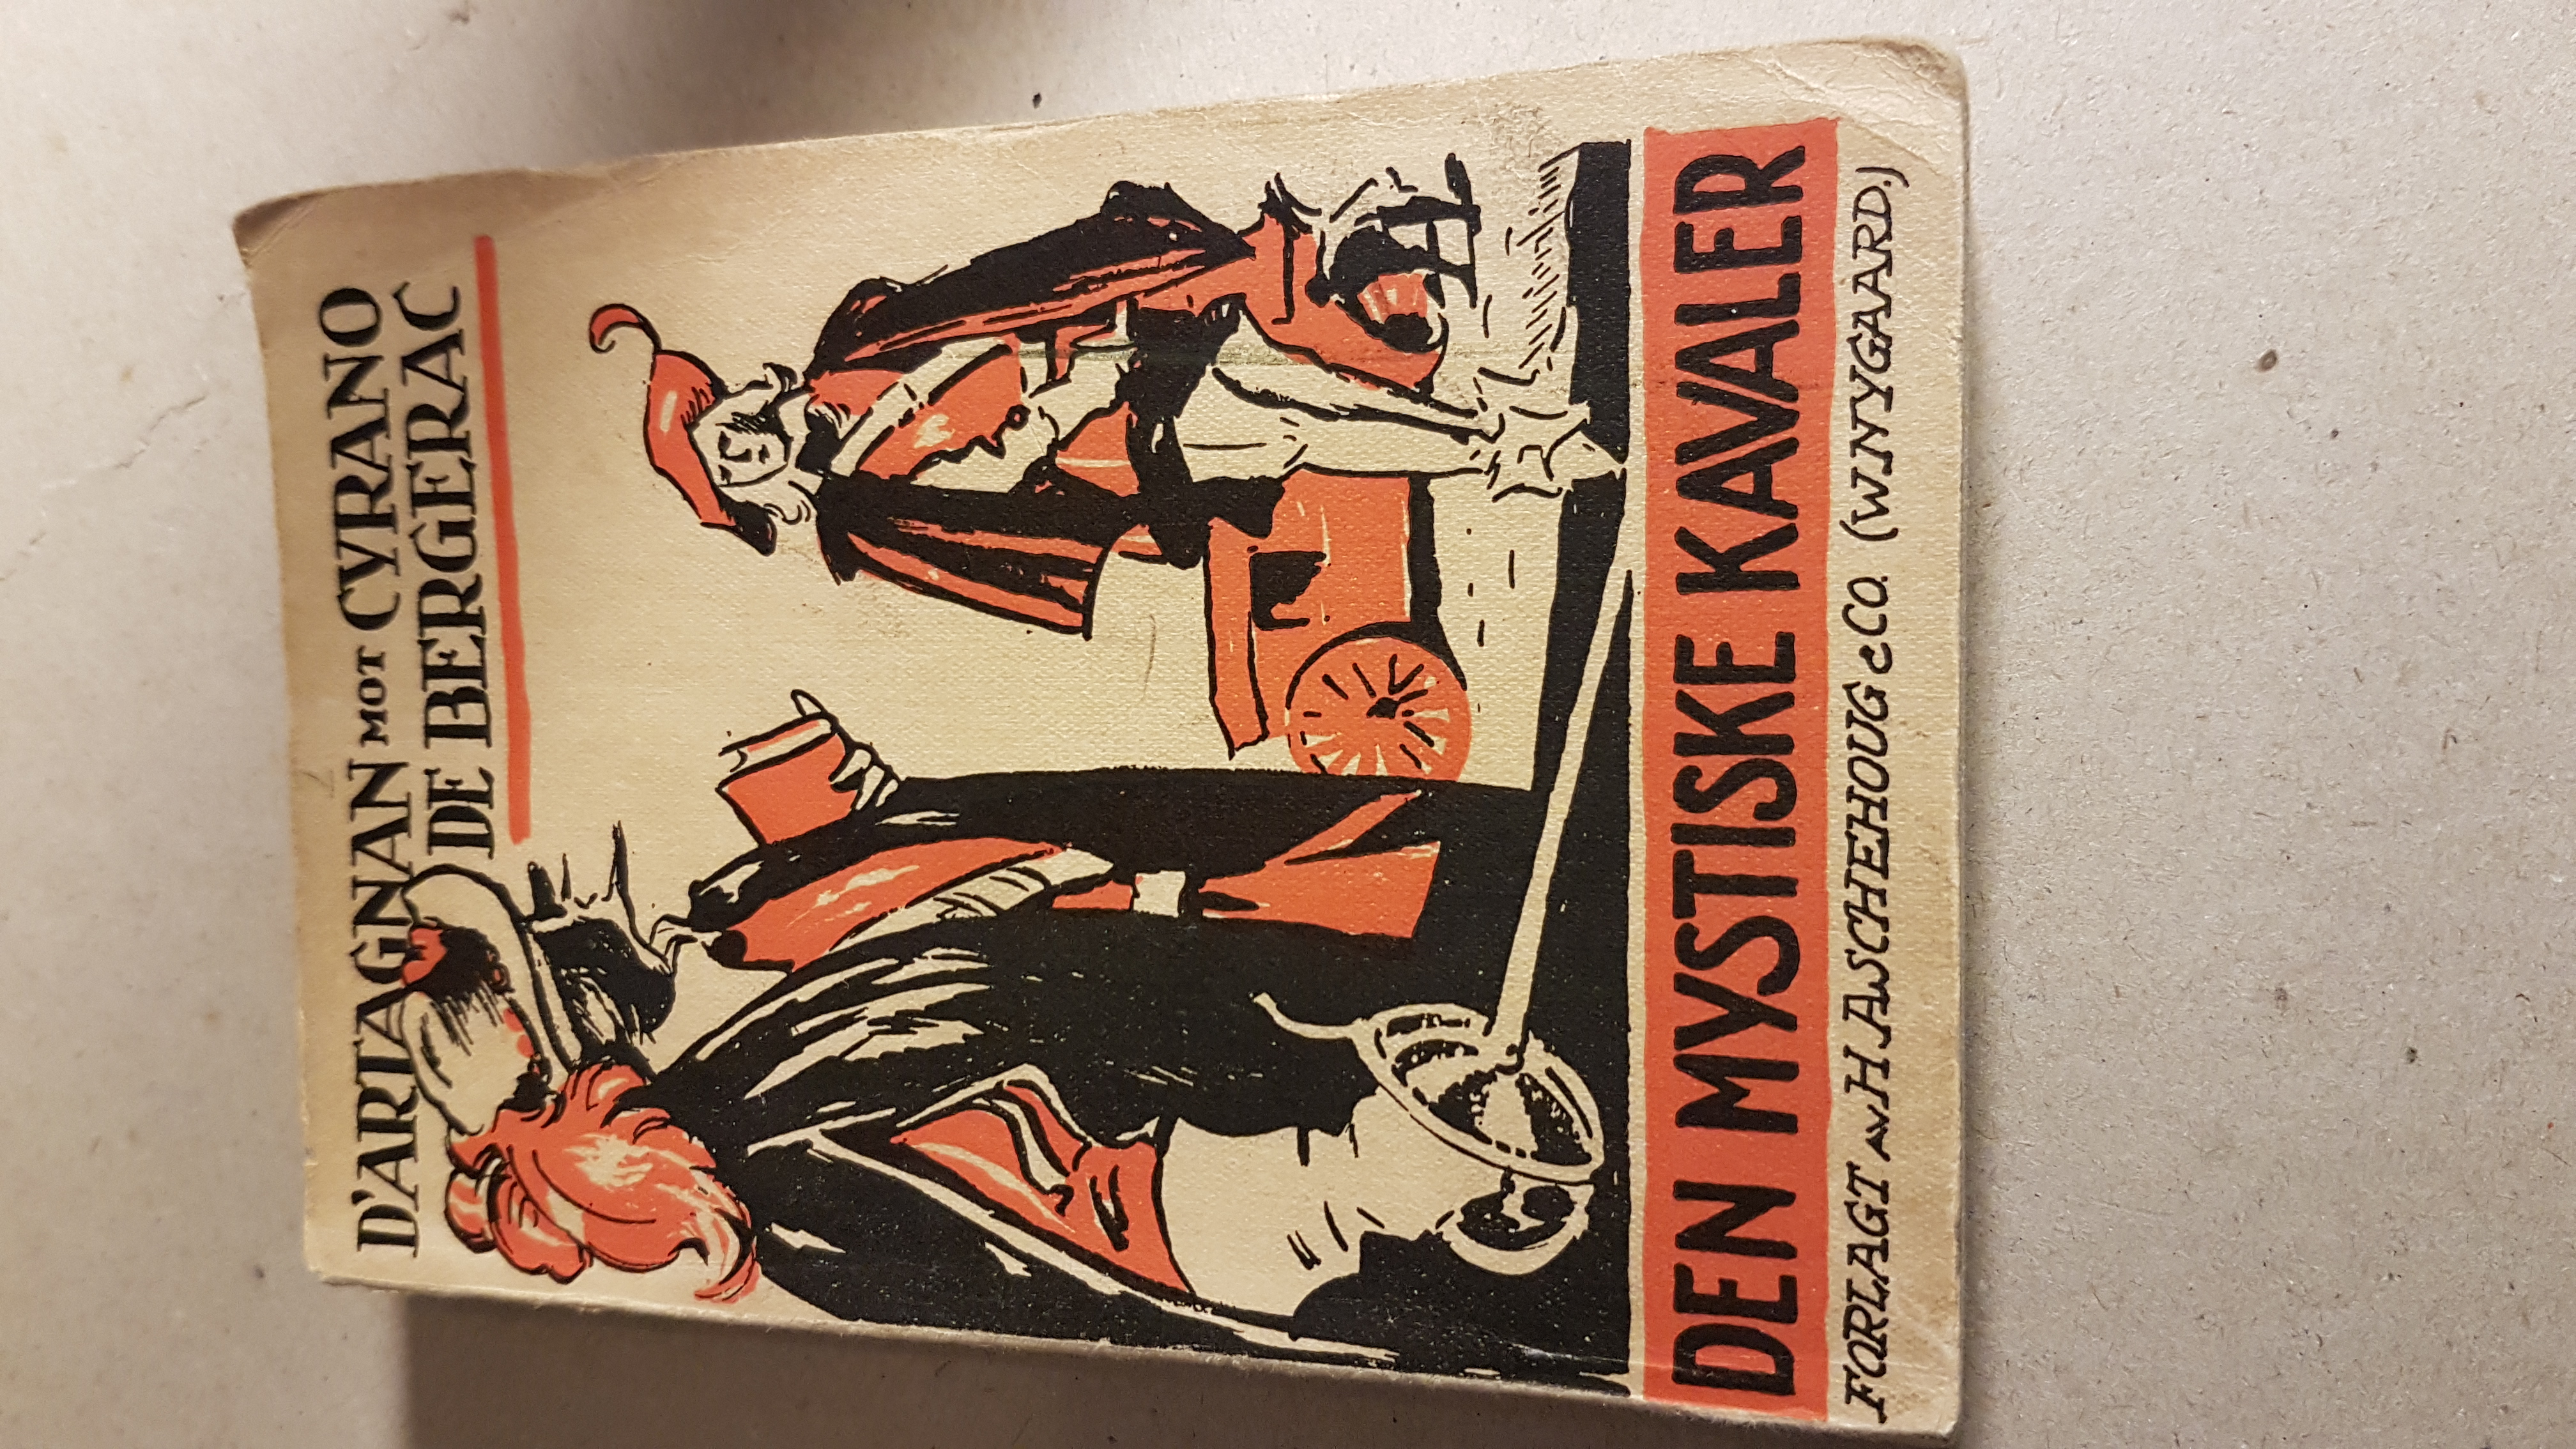 D'ARTAGNAN MOT CYRANO
DE BERGERAC
DEN MYSTISKE KAVALER
FORLAGT AV H. ASCHEHOUG & CO. (W. NYGAARD.)